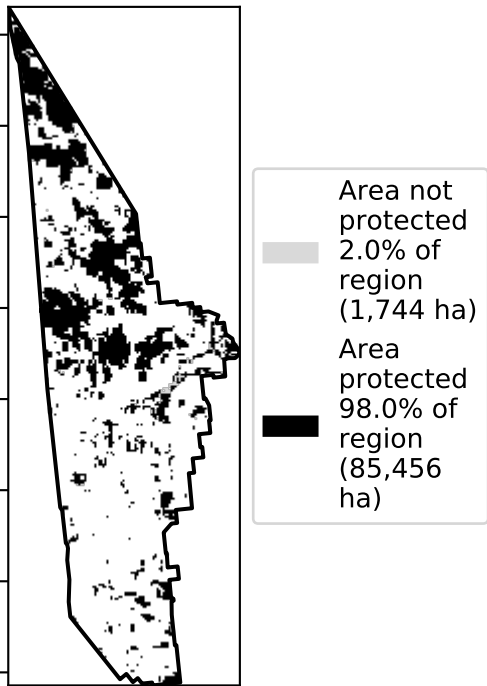 Area not
protected
2.0% of
region
(1,744 ha)
Area
protected
98.0% of
region
(85,456
ha)